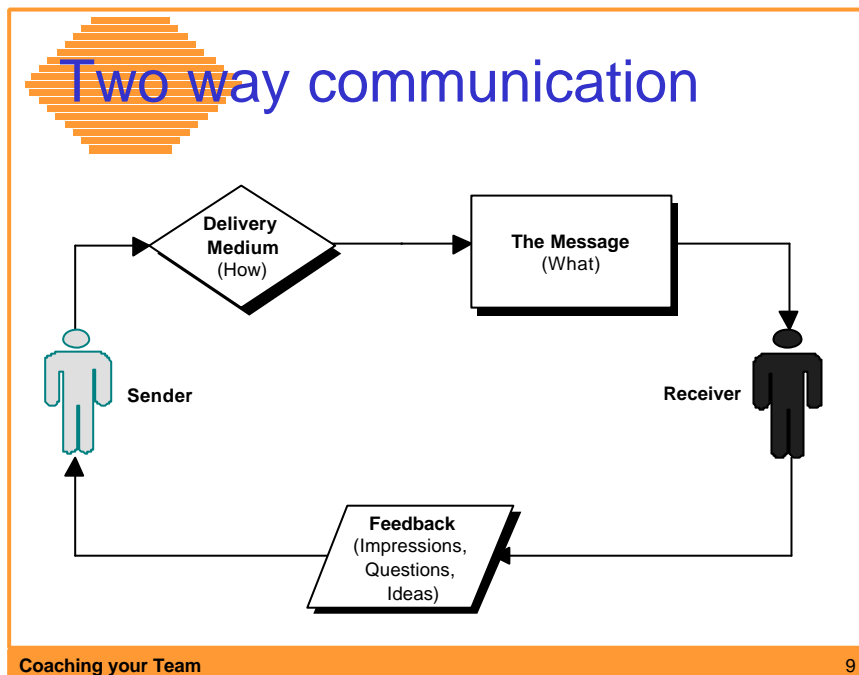 Two way communication
Delivery
Medium
(How)
The Message
(What)
Sender
Receiver
Feedback
(Impressions,
Questions,
Ideas)
Coaching your Team
9